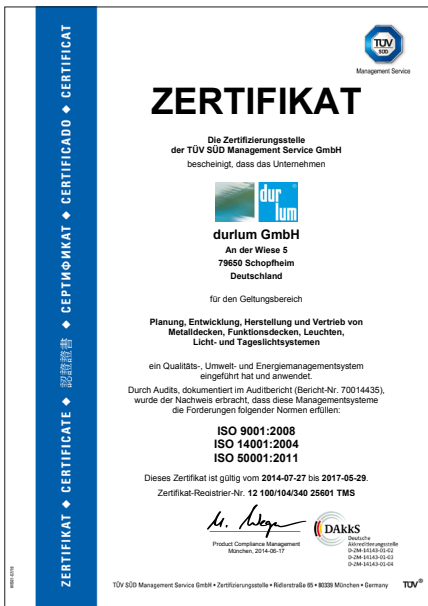 TÜV
SÜD
Management Service
ZERTIFIKAT
Die Zertifizierungsstelle
der TÜV SÜD Management Service GmbH
bescheinigt, dass das Unternehmen
dur
lum
durlum GmbH
An der Wiese 5
79650 Schopfheim
Deutschland
für den Geltungsbereich
Planung, Entwicklung, Herstellung und Vertrieb von
Metalldecken, Funktionsdecken, Leuchten,
Licht- und Tageslichtsystemen
ein Qualitäts-, Umwelt- und Energiemanagementsystem
eingeführt hat und anwendet.
Durch Audits, dokumentiert im Auditbericht (Bericht-Nr. 70014435),
wurde der Nachweis erbracht, dass diese Managementsysteme
die Forderungen folgender Normen erfüllen:
ISO 9001:2008
ISO 14001:2004
ISO 50001:2011
Dieses Zertifikat ist gültig vom 2014-07-27 bis 2017-05-29.
Zertifikat-Registrier-Nr. 12 100/104/340 25601 TMS
Product Compliance Management
München, 2014-06-17
DAkkS
Deutsche
Akkreditierungsstelle
D-ZM-14143-01-02
D-ZM-14143-01-03
D-ZM-14143-01-04
TÜV SÜD Management Service GmbH • Zertifizierungsstelle • Ridlerstraße 65 • 80339 München • Germany
TÜV®
ZERTIFIKAT ◆ CERTIFICATE ◆ 認證證書 ◆ СЕРТИФИКАТ ◆ CERTIFICADO ◆ CERTIFICAT